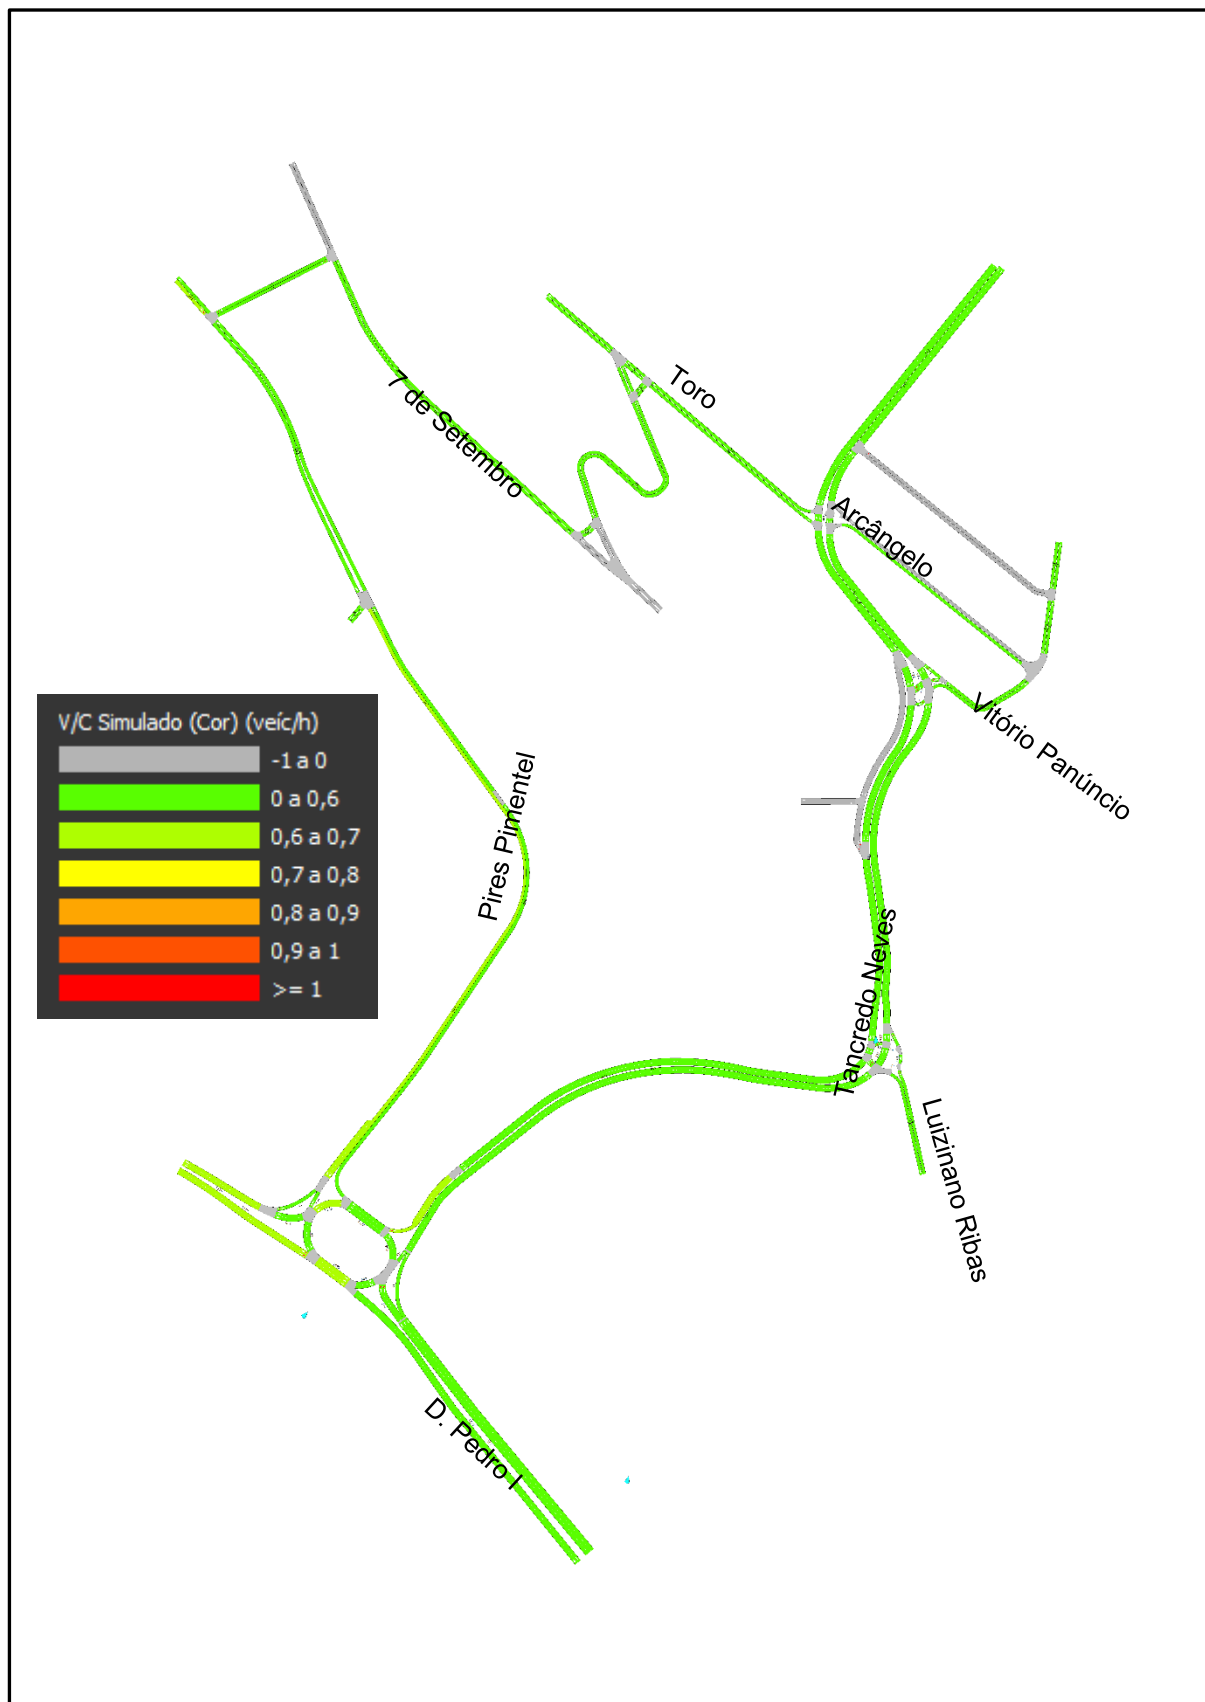 Toro
7 de Setembro
Arcângelo
Vitório Panúncio
V/C Simulado (Cor) (veíc/h)
-1 a 0
0 a 0,6
0,6 a 0,7
0,7 a 0,8
0,8 a 0,9
0,9 a 1
>= 1
Pires Pimentel
Tancredo Neves
Luizinano Ribas
D. Pedro I